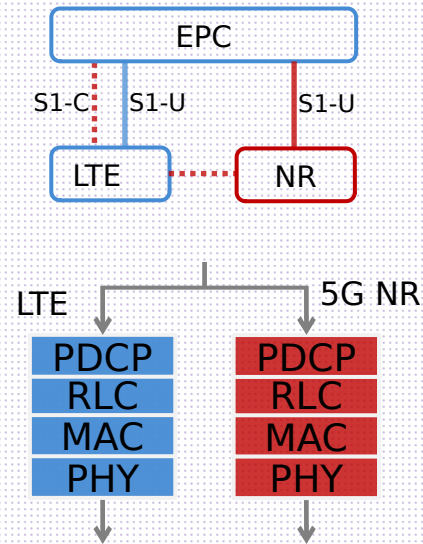 EPC
S1-C S1-U S1-U
LTE NR
LTE 5G NR
PDCP PDCP
RLC RLC
MAC MAC
PHY PHY